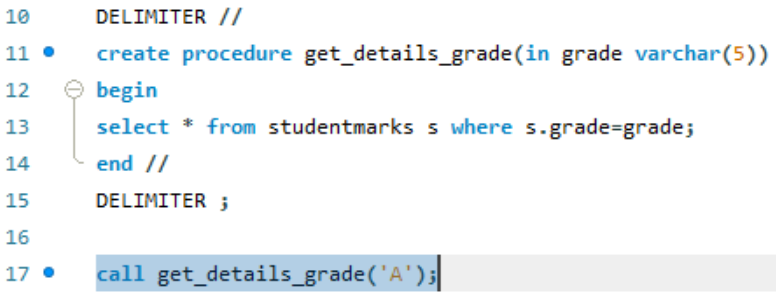 10 DELIMITER //
11 create procedure get_details_grade(in grade varchar(5))
12 begin
13 select * from studentmarks s where s.grade=grade;
14 end //
15 DELIMITER ;
16
17 call get_details_grade('A');